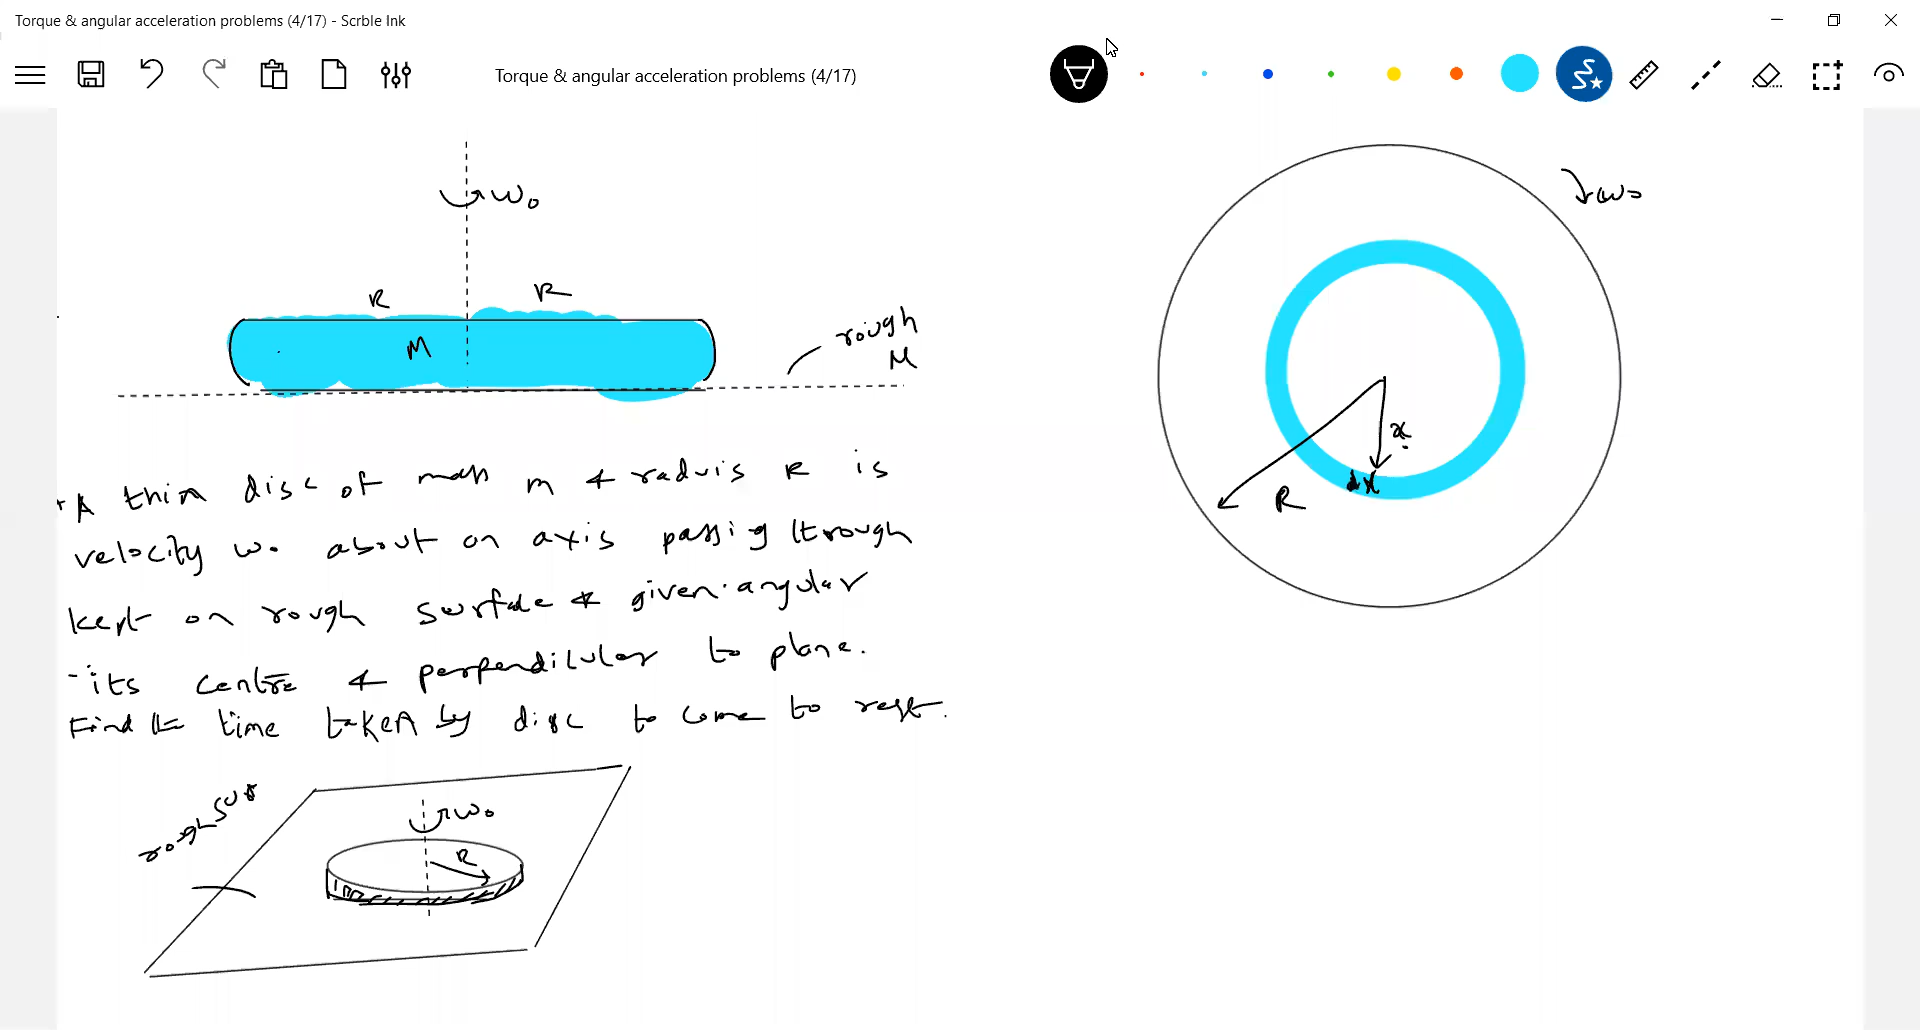 Torque & angular acceleration problems (4/17) - Scrble Ink
Torque & angular acceleration problems (4/17)
ω₀
R R
M
rough
μ
A thin disc of mass m & radius R is
velocity ω₀ about an axis passing through
kept on rough surface & given angular
its centre & perpendicular to plane.
Find the time taken by disc to come to rest.
rough sur
ω₀
R
ω₀
x
dx
R